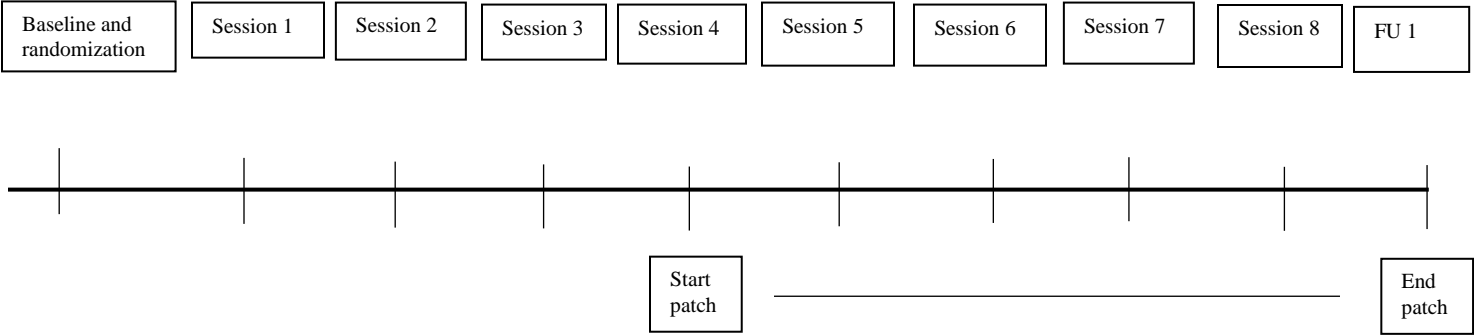 Baseline and
randomization
Session 1
Session 2
Session 3
Session 4
Session 5
Session 6
Session 7
Session 8
FU 1
Start
patch
End
patch